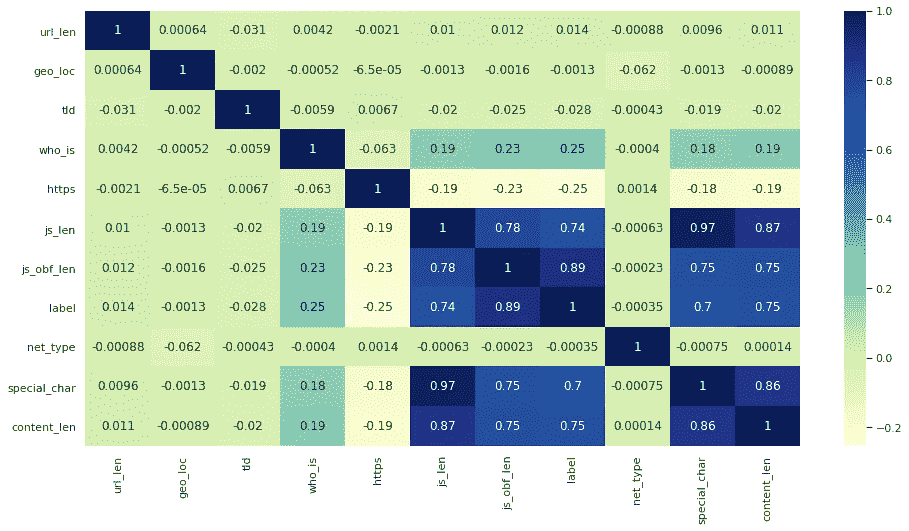 url_len 1 0.00064 -0.031 0.0042 -0.0021 0.01 0.012 0.014 -0.00088 0.0096 0.011
geo_loc 0.00064 1 -0.002 -0.00052 -6.5e-05 -0.0013 -0.0016 -0.0013 -0.062 -0.0013 -0.00089
tld -0.031 -0.002 1 -0.0059 0.0067 -0.02 -0.025 -0.028 -0.00043 -0.019 -0.02
who_is 0.0042 -0.00052 -0.0059 1 -0.063 0.19 0.23 0.25 -0.0004 0.18 0.19
https -0.0021 -6.5e-05 0.0067 -0.063 1 -0.19 -0.23 -0.25 0.0014 -0.18 -0.19
js_len 0.01 -0.0013 -0.02 0.19 -0.19 1 0.78 0.74 -0.00063 0.97 0.87
js_obf_len 0.012 -0.0016 -0.025 0.23 -0.23 0.78 1 0.89 -0.00023 0.75 0.75
label 0.014 -0.0013 -0.028 0.25 -0.25 0.74 0.89 1 -0.00035 0.7 0.75
net_type -0.00088 -0.062 -0.00043 -0.0004 0.0014 -0.00063 -0.00023 -0.00035 1 -0.00075 0.00014
special_char 0.0096 -0.0013 -0.019 0.18 -0.18 0.97 0.75 0.7 -0.00075 1 0.86
content_len 0.011 -0.00089 -0.02 0.19 -0.19 0.87 0.75 0.75 0.00014 0.86 1
url_len geo_loc tld who_is https js_len js_obf_len label net_type special_char content_len
1.0
0.8
0.6
0.4
0.2
0.0
−0.2